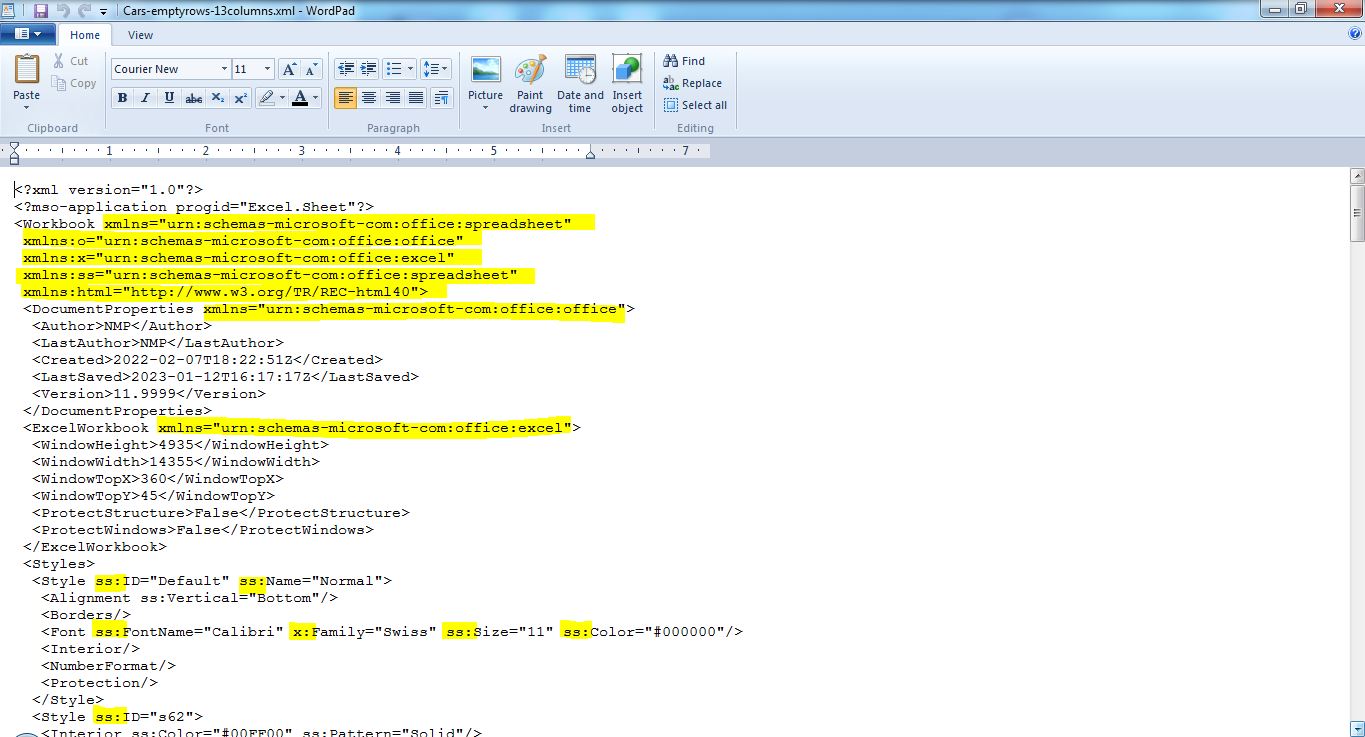 Cars-emptyrows-13columns.xml - WordPad
Home View
Paste
Cut
Copy
Clipboard
Courier New 11 A A
B I U abc X₂ X² A
Font
Paragraph
Picture
Paint drawing
Date and time
Insert object
Insert
Find
Replace
Select all
Editing
1 2 3 4 5 7
<?xml version="1.0"?>
<?mso-application progid="Excel.Sheet"?>
<Workbook xmlns="urn:schemas-microsoft-com:office:spreadsheet"
 xmlns:o="urn:schemas-microsoft-com:office:office"
 xmlns:x="urn:schemas-microsoft-com:office:excel"
 xmlns:ss="urn:schemas-microsoft-com:office:spreadsheet"
 xmlns:html="http://www.w3.org/TR/REC-html40">
 <DocumentProperties xmlns="urn:schemas-microsoft-com:office:office">
  <Author>NMP</Author>
  <LastAuthor>NMP</LastAuthor>
  <Created>2022-02-07T18:22:51Z</Created>
  <LastSaved>2023-01-12T16:17:17Z</LastSaved>
  <Version>11.9999</Version>
 </DocumentProperties>
 <ExcelWorkbook xmlns="urn:schemas-microsoft-com:office:excel">
  <WindowHeight>4935</WindowHeight>
  <WindowWidth>14355</WindowWidth>
  <WindowTopX>360</WindowTopX>
  <WindowTopY>45</WindowTopY>
  <ProtectStructure>False</ProtectStructure>
  <ProtectWindows>False</ProtectWindows>
 </ExcelWorkbook>
 <Styles>
  <Style ss:ID="Default" ss:Name="Normal">
   <Alignment ss:Vertical="Bottom"/>
   <Borders/>
   <Font ss:FontName="Calibri" x:Family="Swiss" ss:Size="11" ss:Color="#000000"/>
   <Interior/>
   <NumberFormat/>
   <Protection/>
  </Style>
  <Style ss:ID="s62">
   <Interior ss:Color="#00FF00" ss:Pattern="Solid"/>